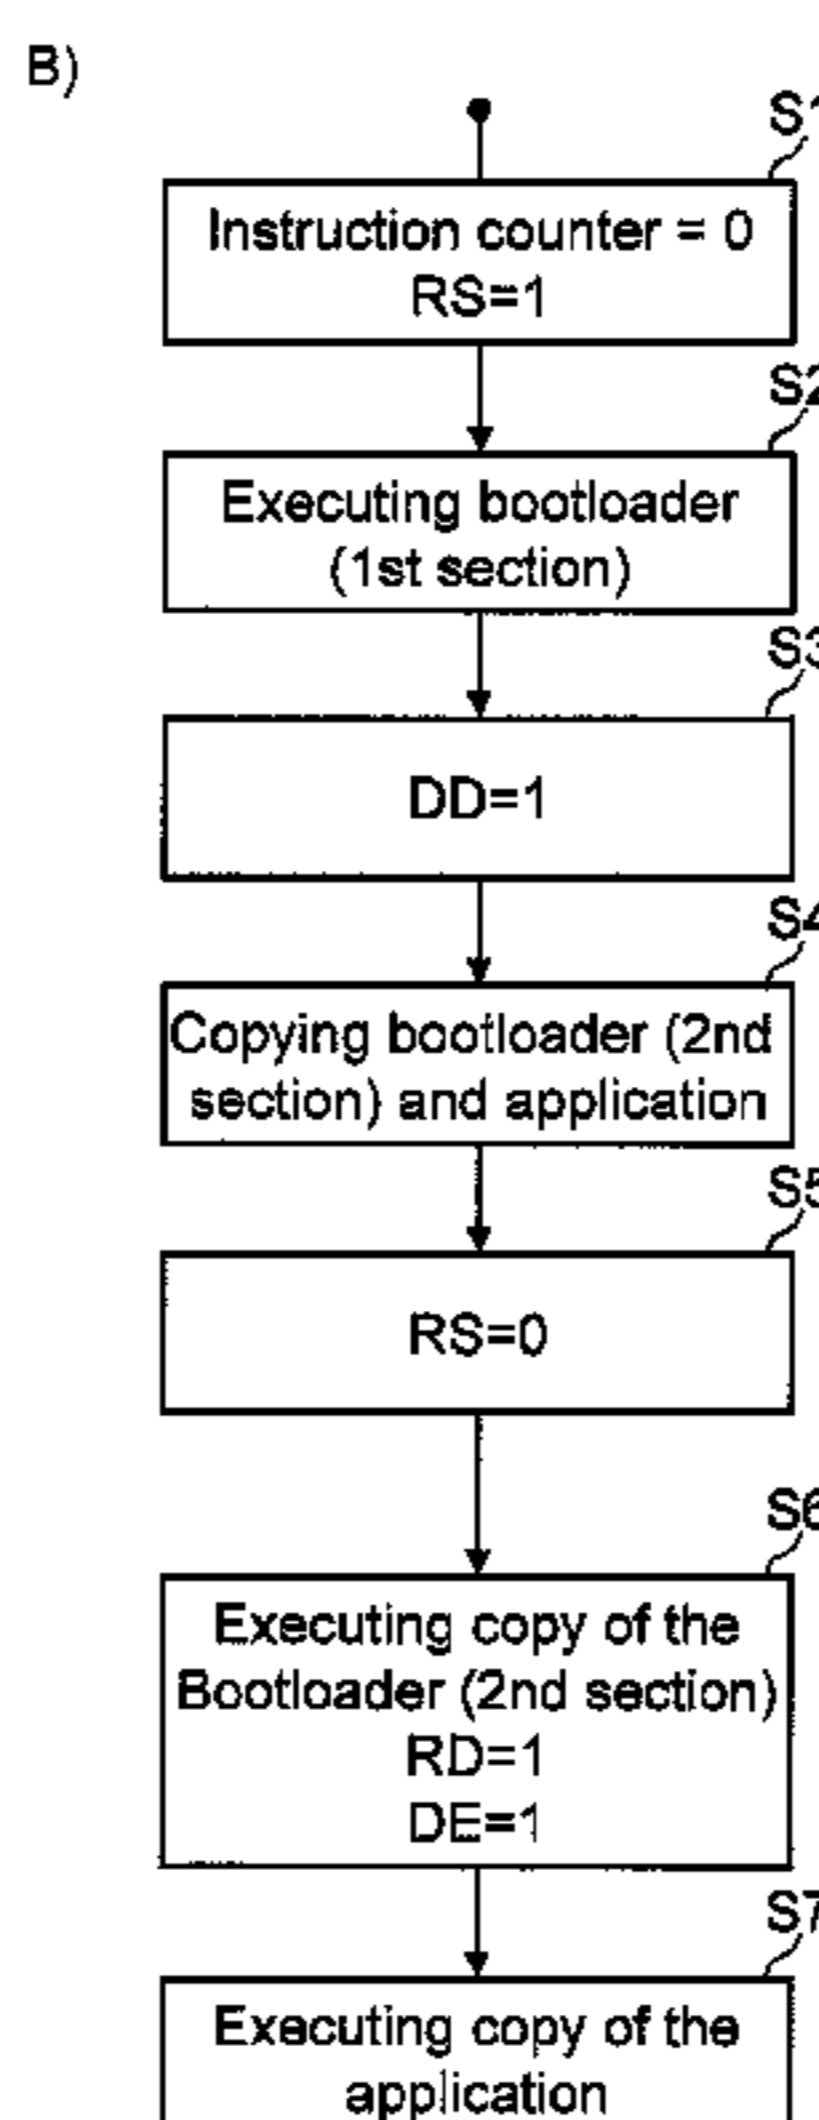 B)
S1
Instruction counter = 0
RS=1
S2
Executing bootloader
(1st section)
S3
DD=1
S4
Copying bootloader (2nd
section) and application
S5
RS=0
S6
Executing copy of the
Bootloader (2nd section)
RD=1
DE=1
S7
Executing copy of the
application